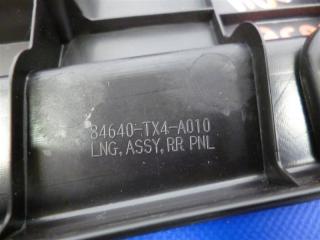 84640-TX4-A010
LNG, ASSY, RR PNL